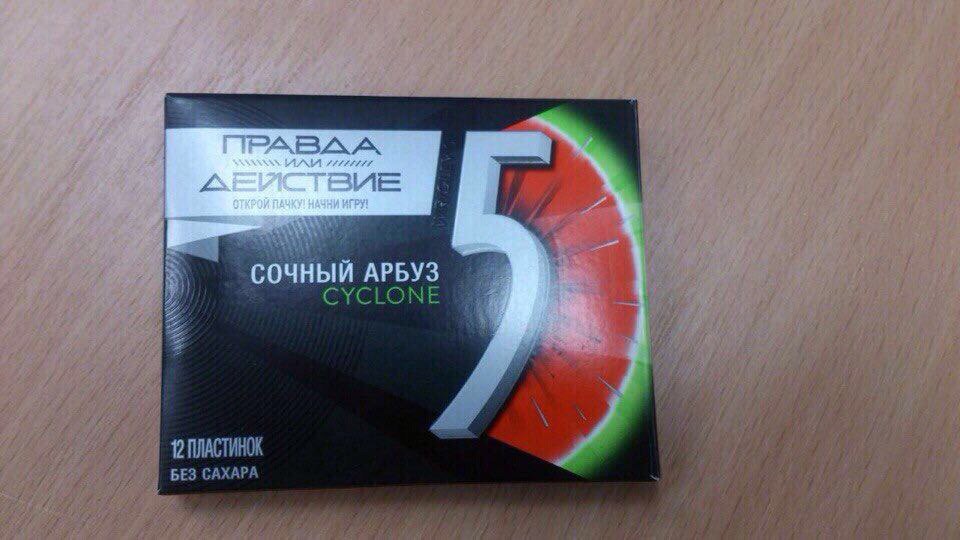 ПРАВДА
ИЛИ
ДЕЙСТВИЕ
ОТКРОЙ ПАЧКУ! НАЧНИ ИГРУ!
5
СОЧНЫЙ АРБУЗ
CYCLONE
12 ПЛАСТИНОК
БЕЗ САХАРА